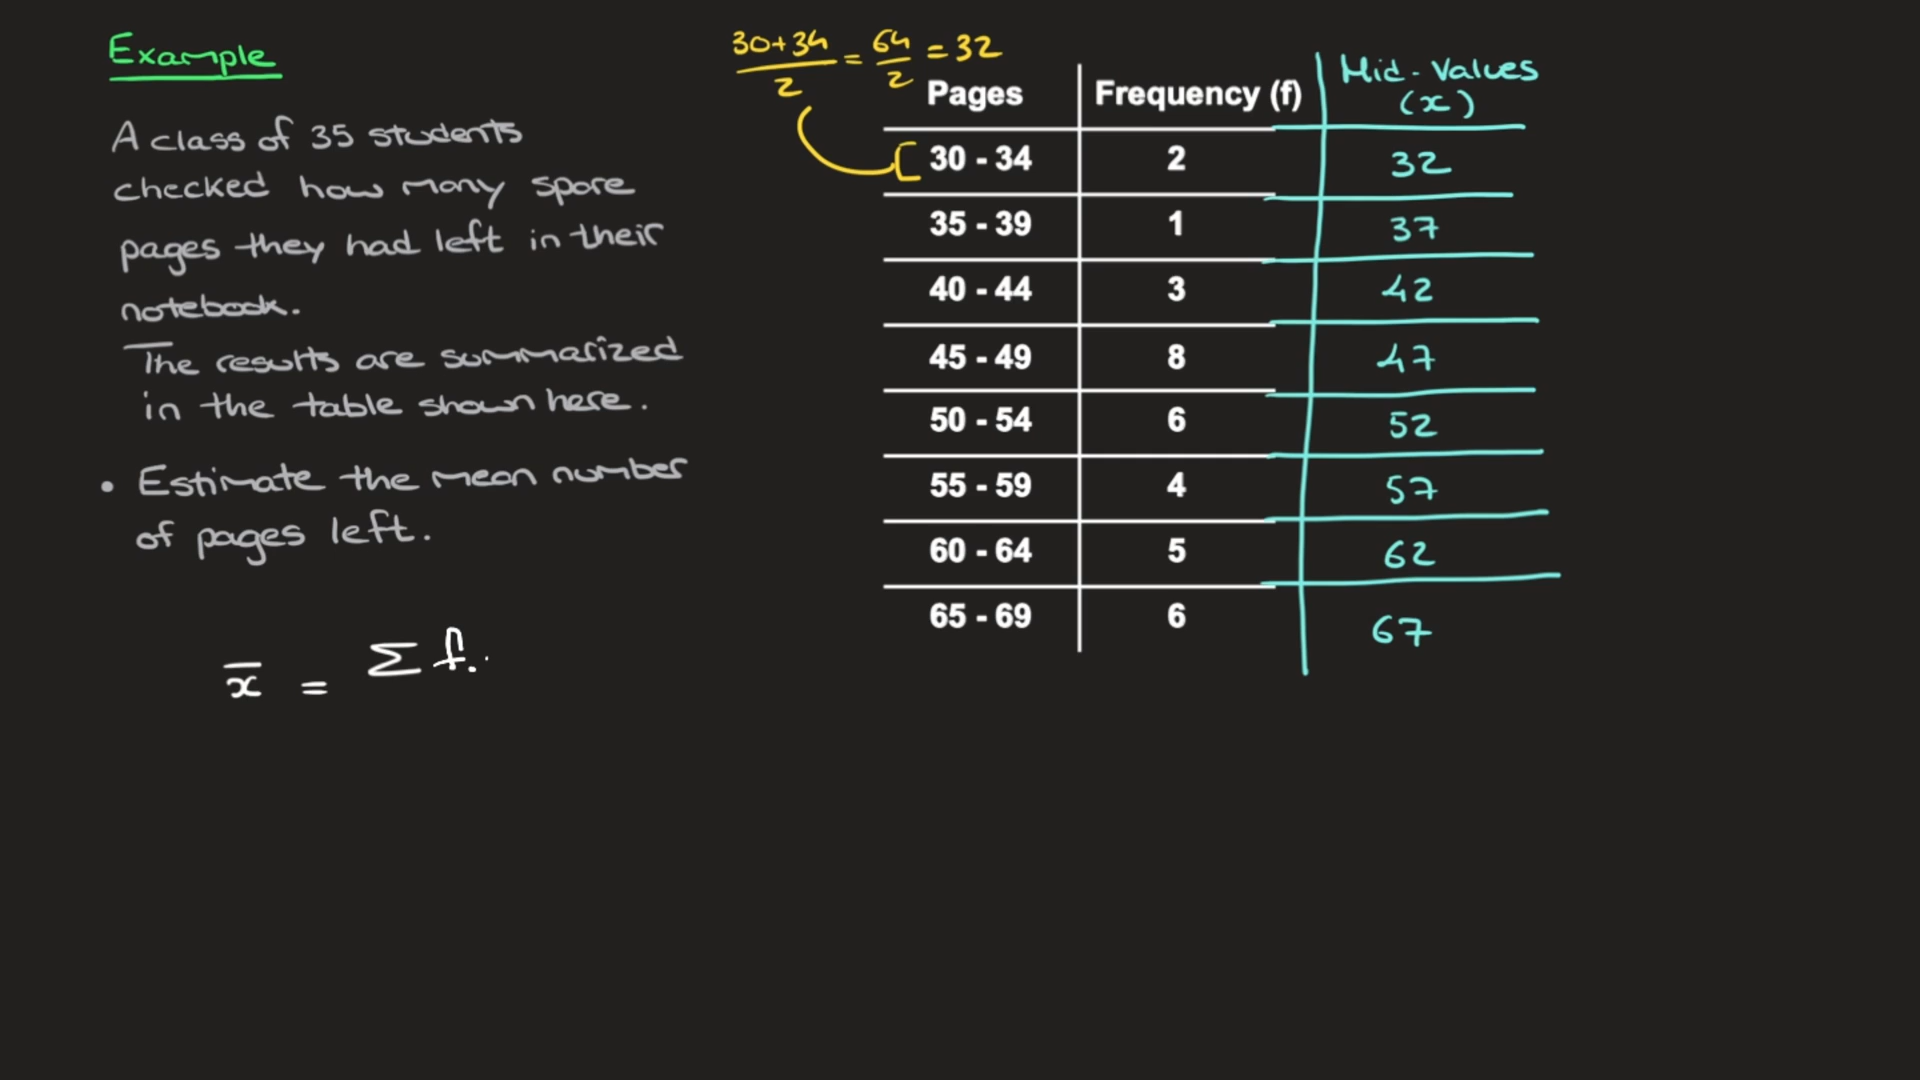 Example
A class of 35 students
checked how many spare
pages they had left in their
notebook.
The results are summarized
in the table shown here.
• Estimate the mean number
of pages left.
x̄ = Σ f.
30+34/2 = 64/2 = 32
Pages Frequency (f) Mid-Values (x)
30 - 34 2 32
35 - 39 1 37
40 - 44 3 42
45 - 49 8 47
50 - 54 6 52
55 - 59 4 57
60 - 64 5 62
65 - 69 6 67